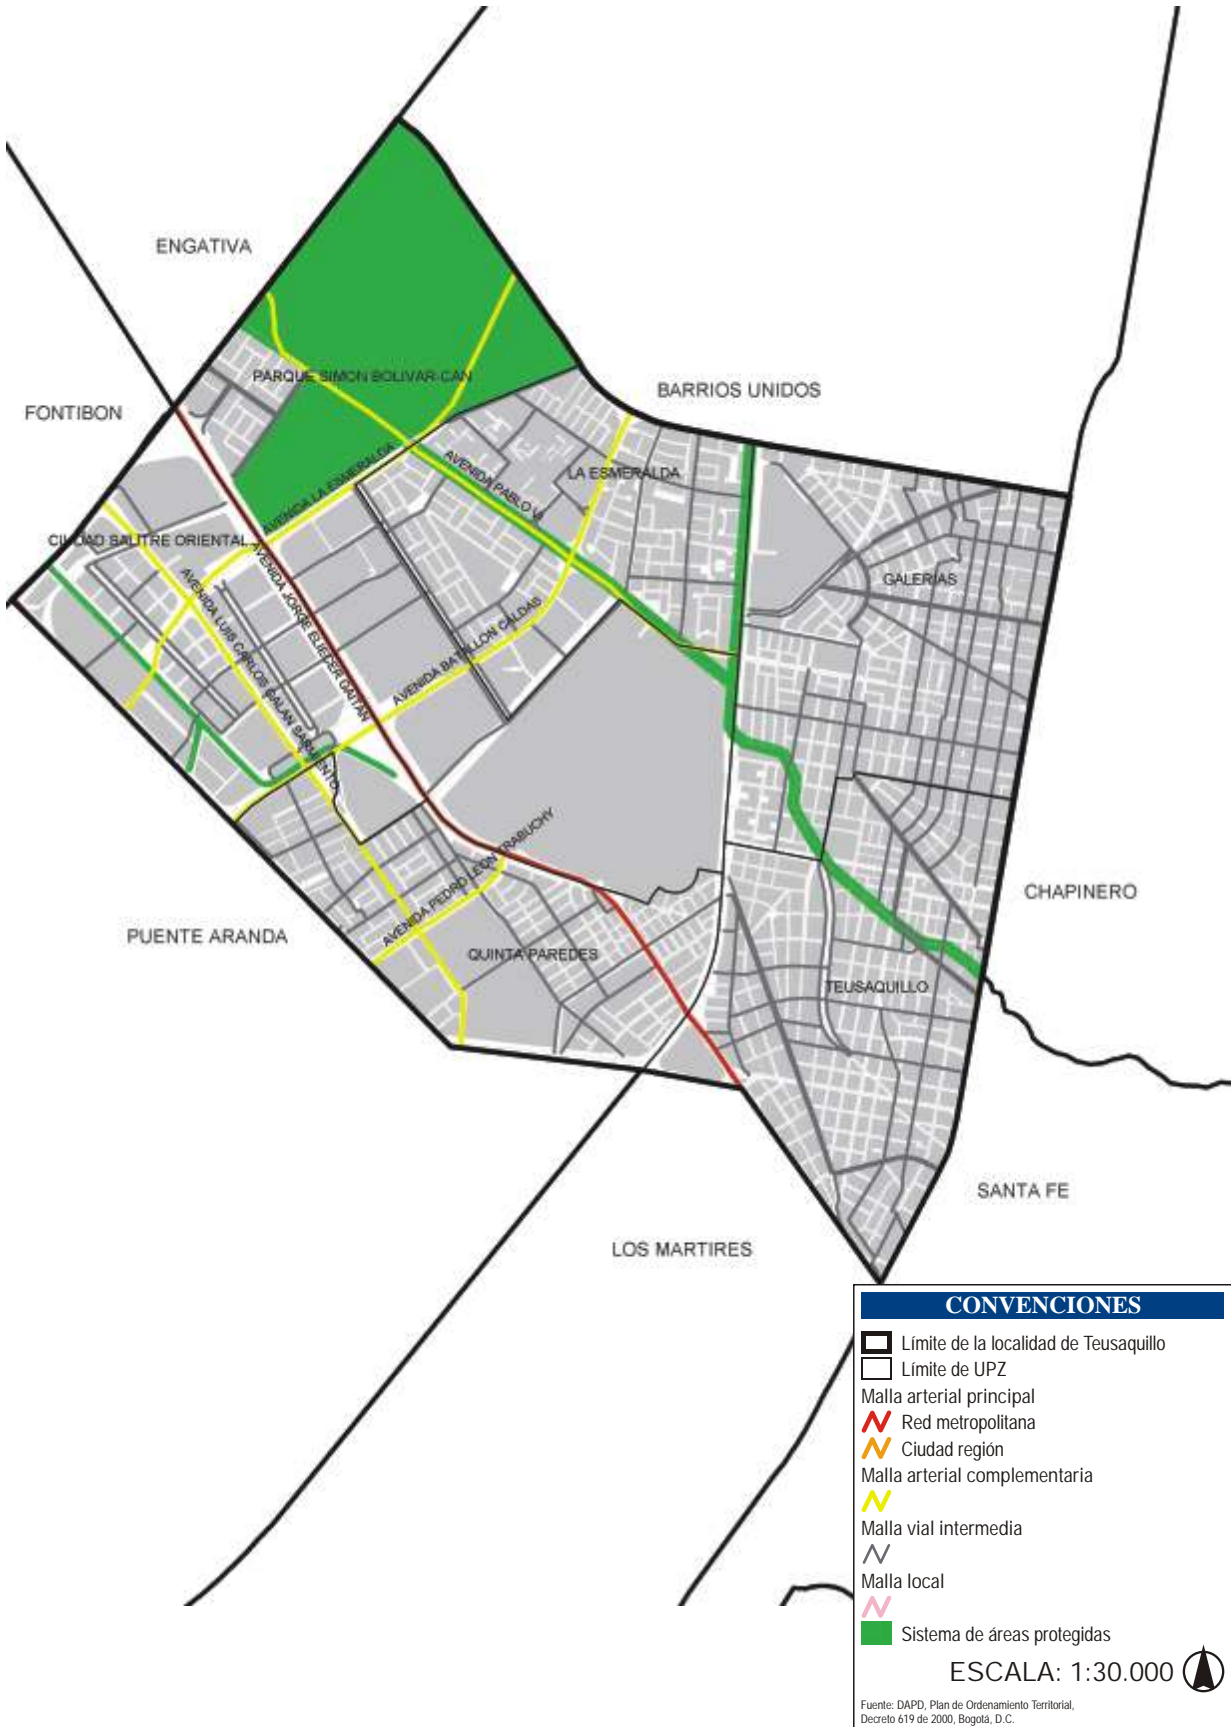 ENGATIVA
BARRIOS UNIDOS
FONTIBON
PARQUE SIMON BOLIVAR-CAN
LA ESMERALDA
AVENIDA PABLO VI
AVENIDA LA ESMERALDA
CIUDAD SALITRE ORIENTAL
GALERIAS
AVENIDA LUIS CARLOS GALAN SARMIENTO
AVENIDA JORGE ELIEDER DAITAN
AVENIDA BATALLON CALDAS
AVENIDA PEDRO LEON TRABUCHY
CHAPINERO
PUENTE ARANDA
QUINTA PAREDES
TEUSAQUILLO
SANTA FE
LOS MARTIRES
CONVENCIONES
Límite de la localidad de Teusaquillo
Límite de UPZ
Malla arterial principal
Red metropolitana
Ciudad región
Malla arterial complementaria
Malla vial intermedia
Malla local
Sistema de áreas protegidas
ESCALA: 1:30.000
Fuente: DAPD, Plan de Ordenamiento Territorial,
Decreto 619 de 2000, Bogotá, D.C.